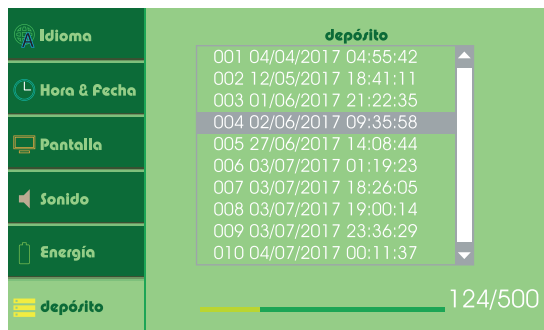 Idioma
Hora & Fecha
Pantalla
Sonido
Energía
depósito
depósito
001 04/04/2017 04:55:42
002 12/05/2017 18:41:11
003 01/06/2017 21:22:35
004 02/06/2017 09:35:58
005 27/06/2017 14:08:44
006 03/07/2017 01:19:23
007 03/07/2017 18:26:05
008 03/07/2017 19:00:14
009 03/07/2017 23:36:29
010 04/07/2017 00:11:37
124/500